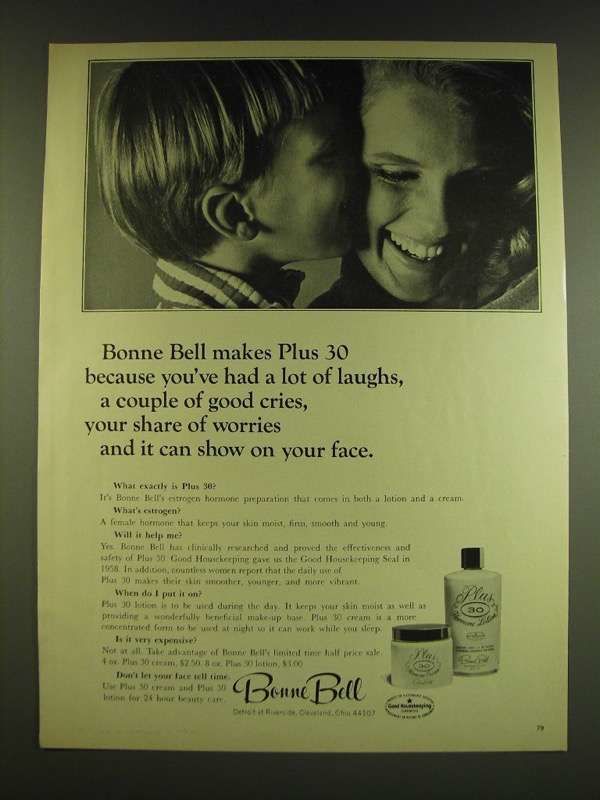 Bonne Bell makes Plus 30
because you've had a lot of laughs,
a couple of good cries,
your share of worries
and it can show on your face.
What exactly is Plus 30?
It's Bonne Bell's estrogen hormone preparation that comes in both a lotion and a cream.
What's estrogen?
A female hormone that keeps your skin moist, firm, smooth and young.
Will it help me?
Yes. Bonne Bell has clinically researched and proved the effectiveness and
safety of Plus 30. Good Housekeeping gave us the Good Housekeeping Seal in
1958. In addition, countless women report that the daily use of
Plus 30 makes their skin smoother, younger, and more vibrant.
When do I put it on?
Plus 30 lotion is to be used during the day. It keeps your skin moist as well as
providing a wonderfully beneficial make-up base. Plus 30 cream is a more
concentrated form to be used at night so it can work while you sleep.
Is it very expensive?
Not at all. Take advantage of Bonne Bell's limited time half price sale.
4 oz. Plus 30 cream, $2.50. 8 oz. Plus 30 lotion, $3.00
Don't let your face tell time.
Use Plus 30 cream and Plus 30
lotion for 24 hour beauty care.
Bonne Bell
Detroit at Riverside, Cleveland, Ohio 44107
Plus
30
Hormone Lotion
Bonne Bell
Plus
30
Good Housekeeping
79